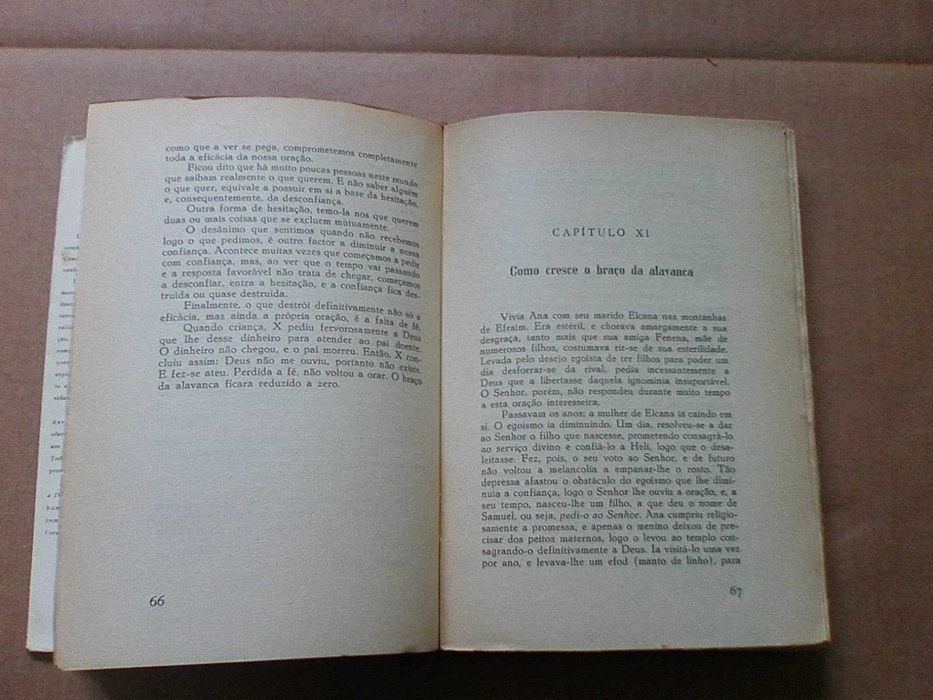 como que a ver se pega, comprometemos completamente
toda a eficácia da nossa oração.
Ficou dito que há muito poucas pessoas neste mundo
que saibam realmente o que querem. E não saber alguém
o que quer, equivale a possuir em si a base da hesitação,
e, consequentemente, da desconfiança.
Outra forma de hesitação, temo-la nos que querem
duas ou mais coisas que se excluem mùtuamente.
O desânimo que sentimos quando não recebemos
logo o que pedimos, é outro factor a diminuir a nossa
confiança. Acontece muitas vezes que começamos a pedir
com confiança, mas, ao ver que o tempo vai passando
e a resposta favorável não trata de chegar, começamos
a desconfiar, entra a hesitação, e a confiança fica des-
truída ou quase destruída.
Finalmente, o que destrói definitivamente não só a
eficácia, mas ainda a própria oração, é a falta de fé.
Quando criança, X pediu fervorosamente a Deus
que lhe desse dinheiro para atender ao pai doente.
O dinheiro não chegou, e o pai morreu. Então, X con-
cluiu assim: Deus não me ouviu, portanto não existe.
E fez-se ateu. Perdida a fé, não voltou a orar. O braço
da alavanca ficara reduzido a zero.
66
CAPÍTULO XI
Como cresce o braço da alavanca
Vivia Ana com seu marido Elcana nas montanhas
de Efraim. Era estéril, e chorava amargamente a sua
desgraça, tanto mais que sua amiga Fenena, mãe de
numerosos filhos, costumava rir-se da sua esterilidade.
Levada pelo desejo egoísta de ter filhos para poder um
dia desforrar-se da rival, pedia incessantemente a
Deus que a libertasse daquela ignomínia insuportável.
O Senhor, porém, não respondeu durante muito tempo
a esta oração interesseira.
Passavam os anos; a mulher de Elcana ia caindo em
si. O egoísmo ia diminuindo. Um dia, resolveu-se a dar
ao Senhor o filho que nascesse, prometendo consagrá-lo
ao serviço divino e confiá-lo a Heli, logo que o desa-
leitasse. Fez, pois, o seu voto ao Senhor, e de futuro
não voltou a melancolia a empanar-lhe o rosto. Tão
depressa afastou o obstáculo do egoísmo que lhe dimi-
nuía a confiança, logo o Senhor lhe ouviu a oração, e, a
seu tempo, nasceu-lhe um filho, a que deu o nome de
Samuel, ou seja, pedi-o ao Senhor. Ana cumpriu religio-
samente a promessa, e apenas o menino deixou de pre-
cisar dos peitos maternos, logo o levou ao templo con-
sagrando-o definitivamente a Deus. Ia visitá-lo uma vez
por ano, e levava-lhe um efod (manto de linho), para
67